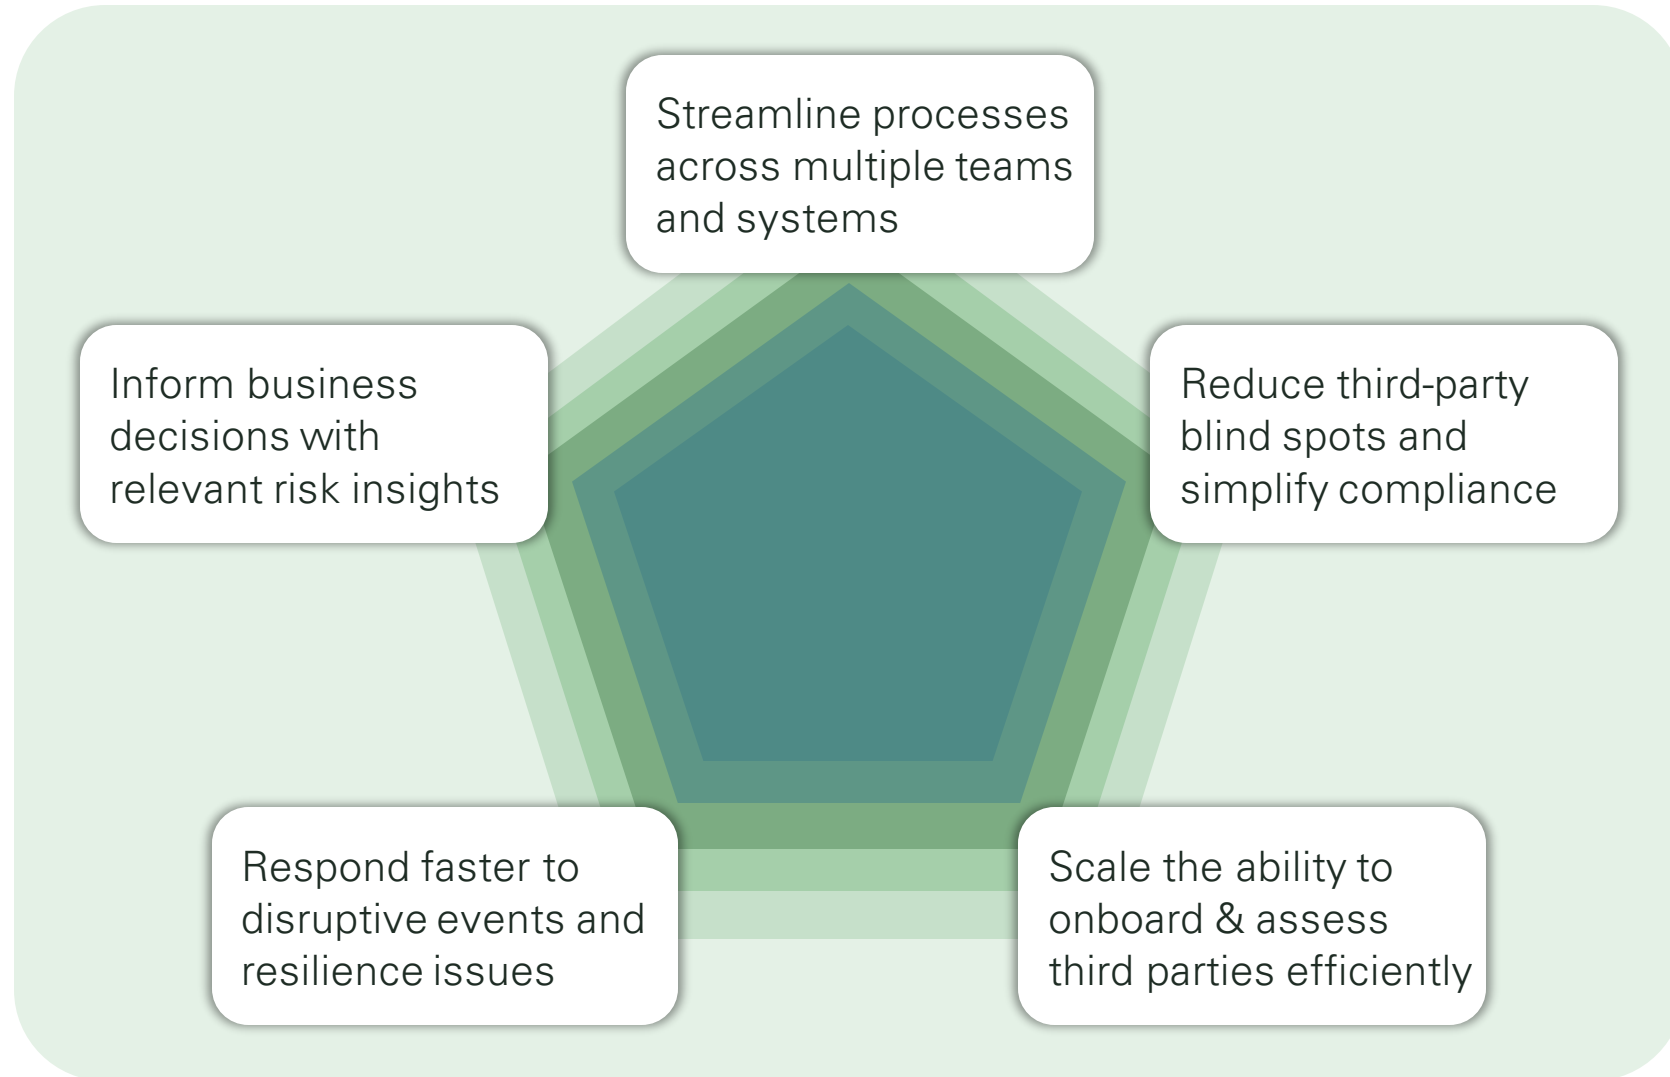 Streamline processes
across multiple teams
and systems
Inform business
decisions with
relevant risk insights
Reduce third-party
blind spots and
simplify compliance
Respond faster to
disruptive events and
resilience issues
Scale the ability to
onboard & assess
third parties efficiently